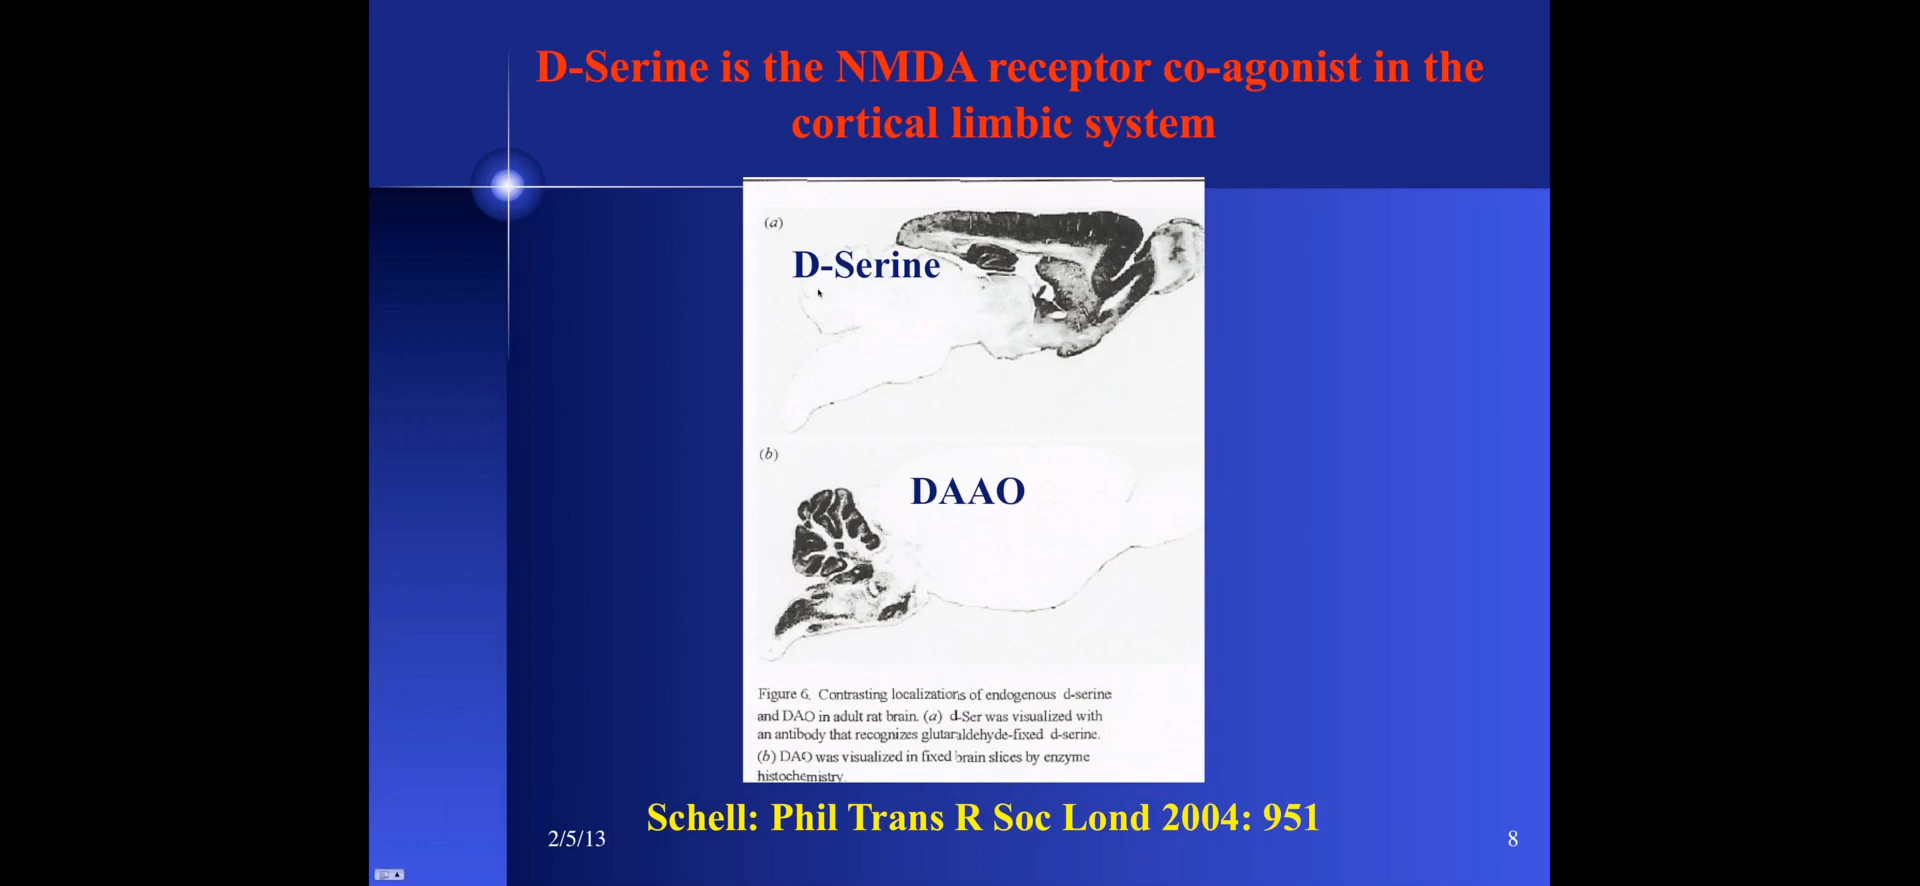 D-Serine is the NMDA receptor co-agonist in the
cortical limbic system
(a)
D-Serine
(b)
DAAO
Figure 6. Contrasting localizations of endogenous d-serine
and DAO in adult rat brain. (a) d-Ser was visualized with
an antibody that recognizes glutaraldehyde-fixed d-serine.
(b) DAO was visualized in fixed brain slices by enzyme
histochemistry.
Schell: Phil Trans R Soc Lond 2004: 951
2/5/13
8